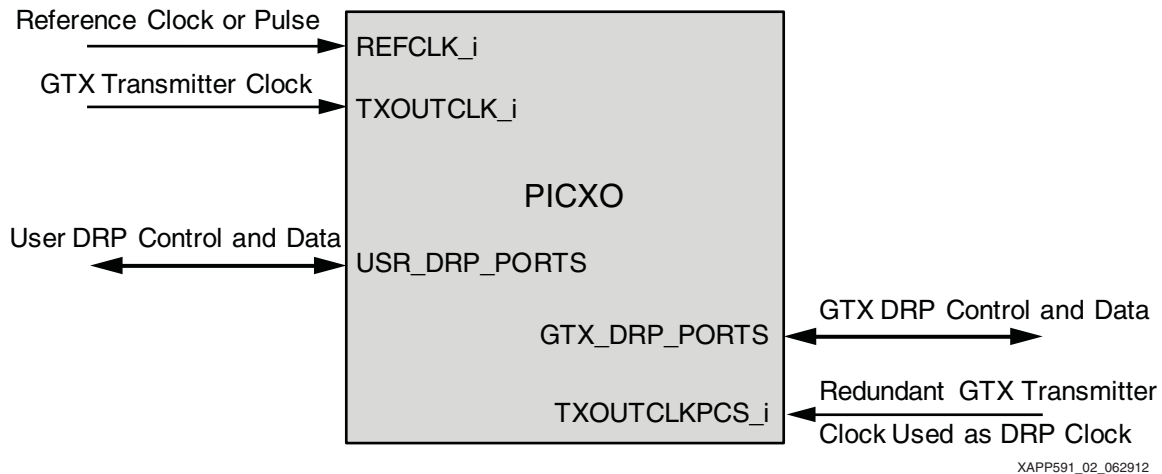 Reference Clock or Pulse
REFCLK_i
GTX Transmitter Clock
TXOUTCLK_i
PICXO
User DRP Control and Data
USR_DRP_PORTS
GTX DRP Control and Data
GTX_DRP_PORTS
Redundant GTX Transmitter
TXOUTCLKPCS_i
Clock Used as DRP Clock
XAPP591_02_062912